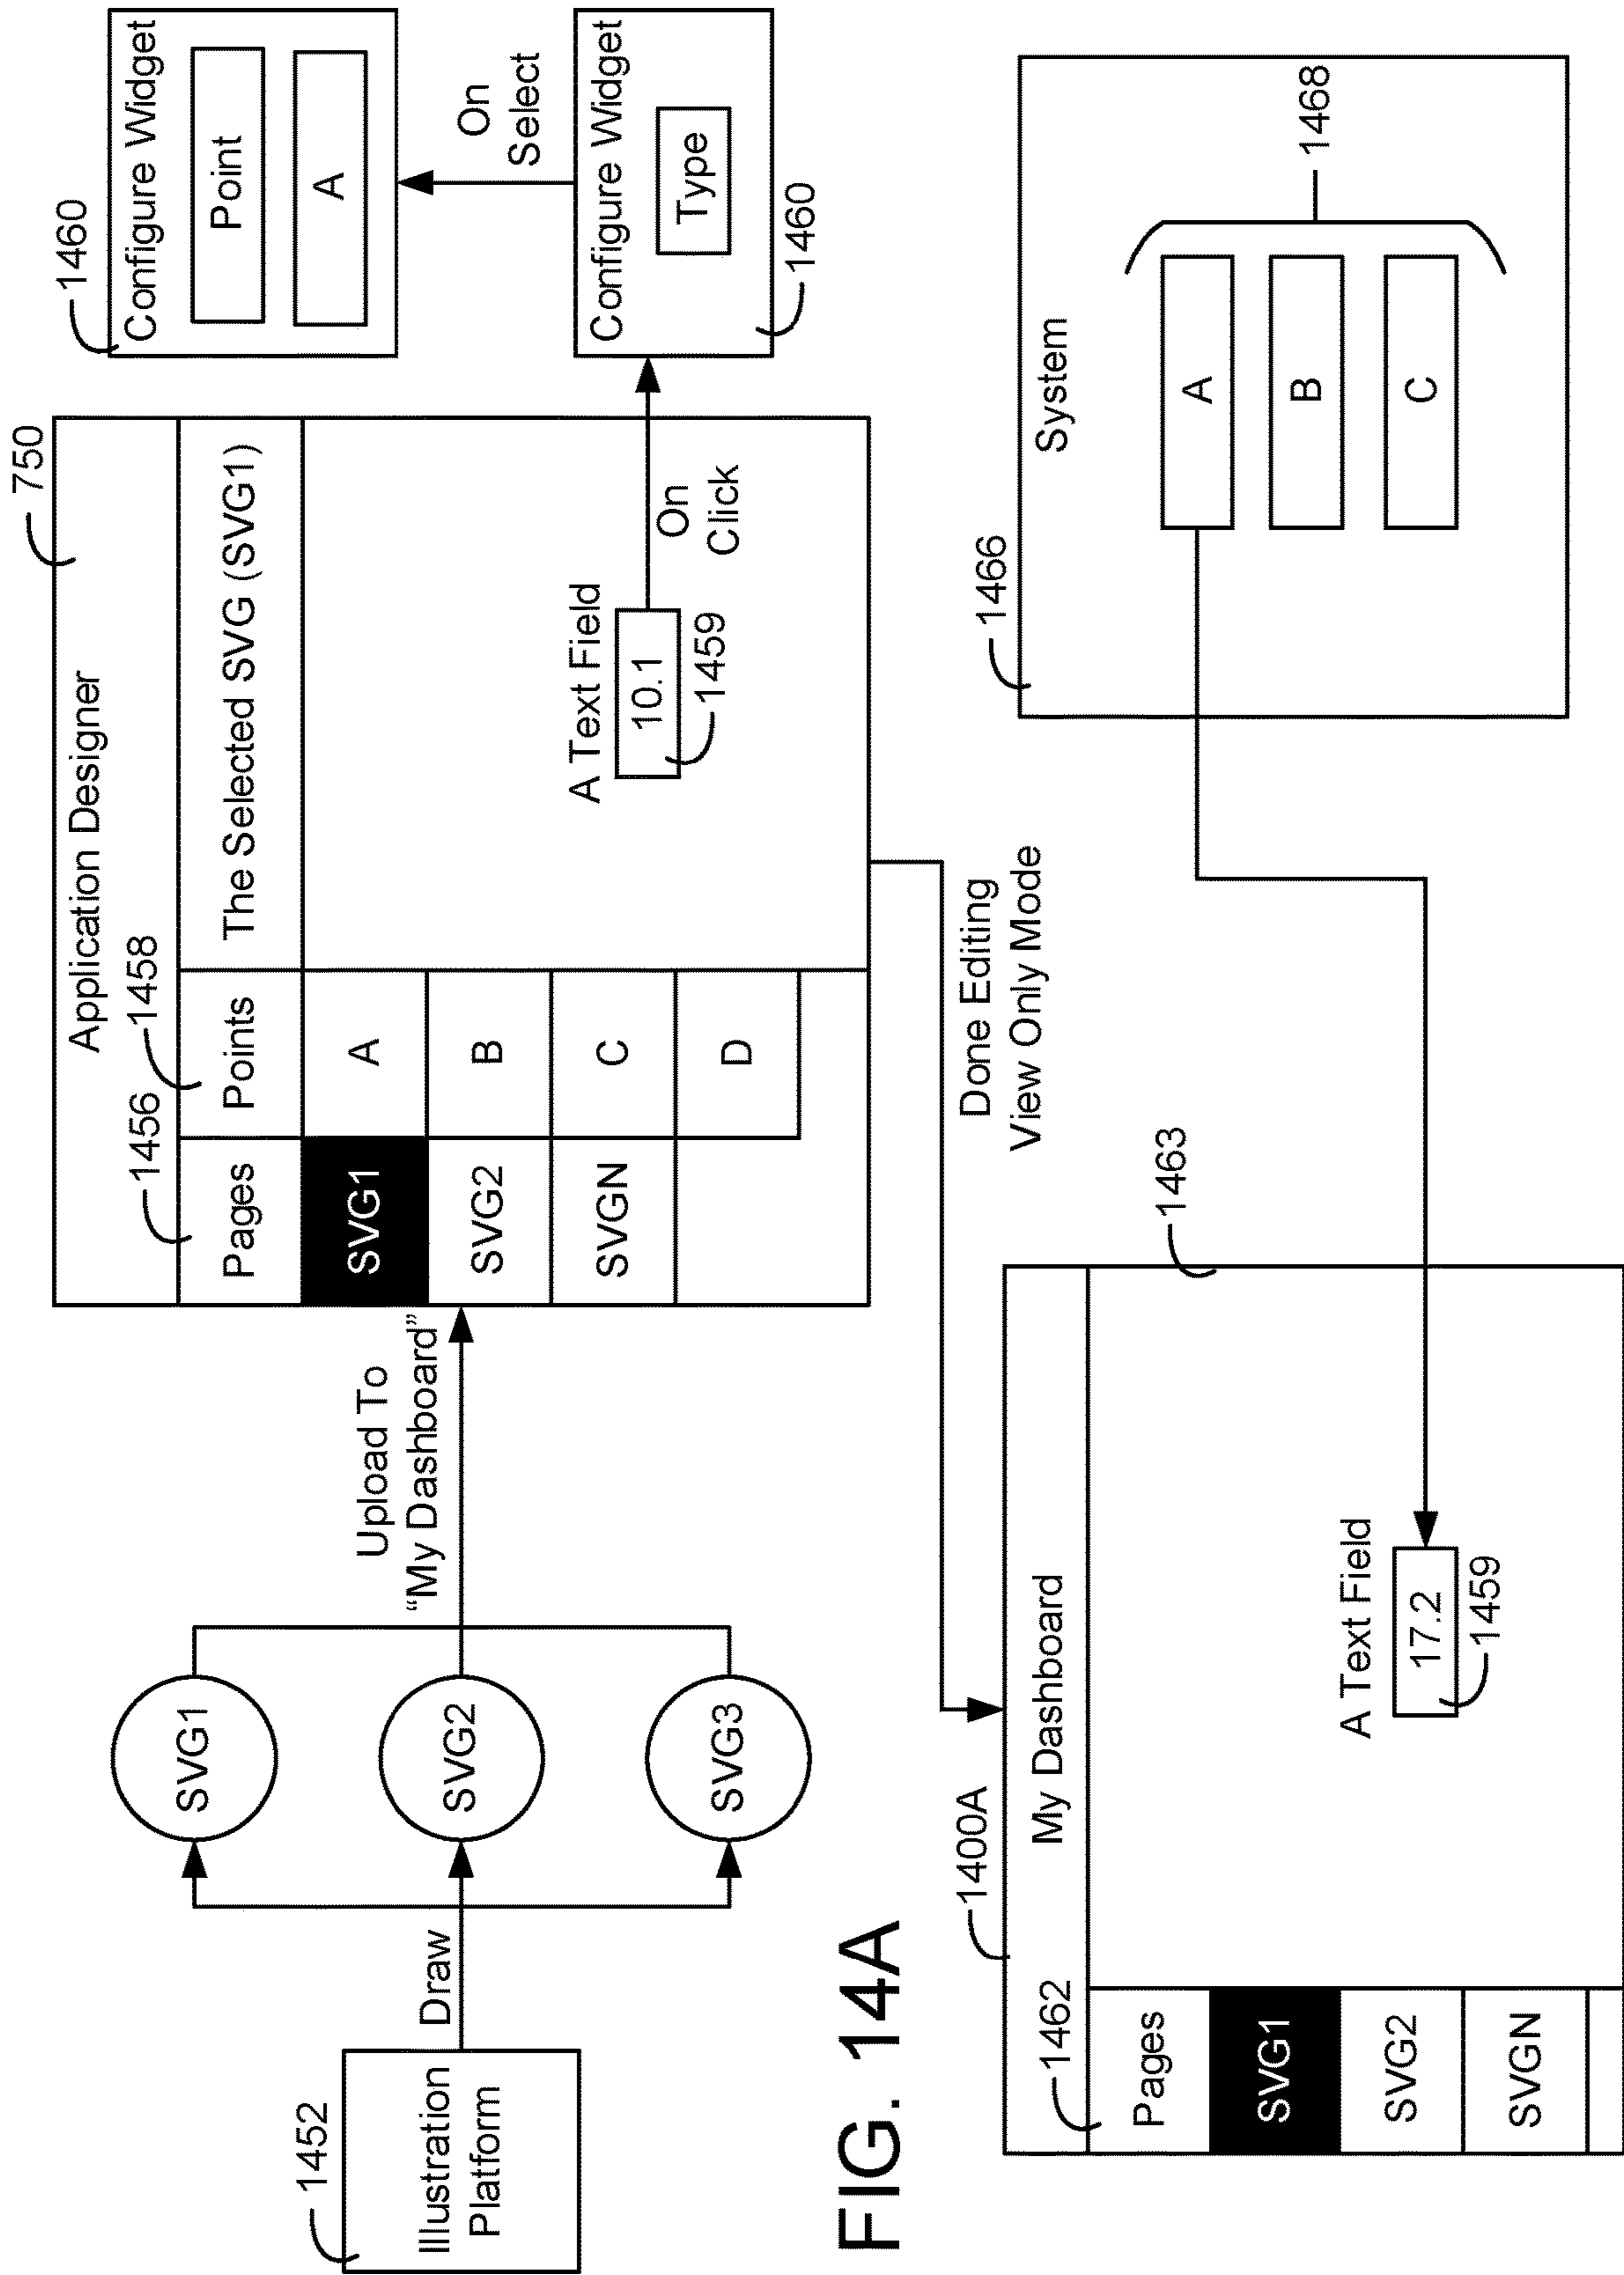 1452
Illustration
Platform
Draw
SVG1
SVG2
SVG3
Upload To
“My Dashboard”
750
Application Designer
1456
1458
Pages
Points
The Selected SVG (SVG1)
SVG1
A
SVG2
B
SVGN
C
D
A Text Field
10.1
1459
On
Click
1460
Configure Widget
Point
A
On
Select
Configure Widget
Type
1460
FIG. 14A
Done Editing
View Only Mode
1400A
1462
My Dashboard
1463
Pages
SVG1
SVG2
SVGN
A Text Field
17.2
1459
1466
System
A
B
C
1468